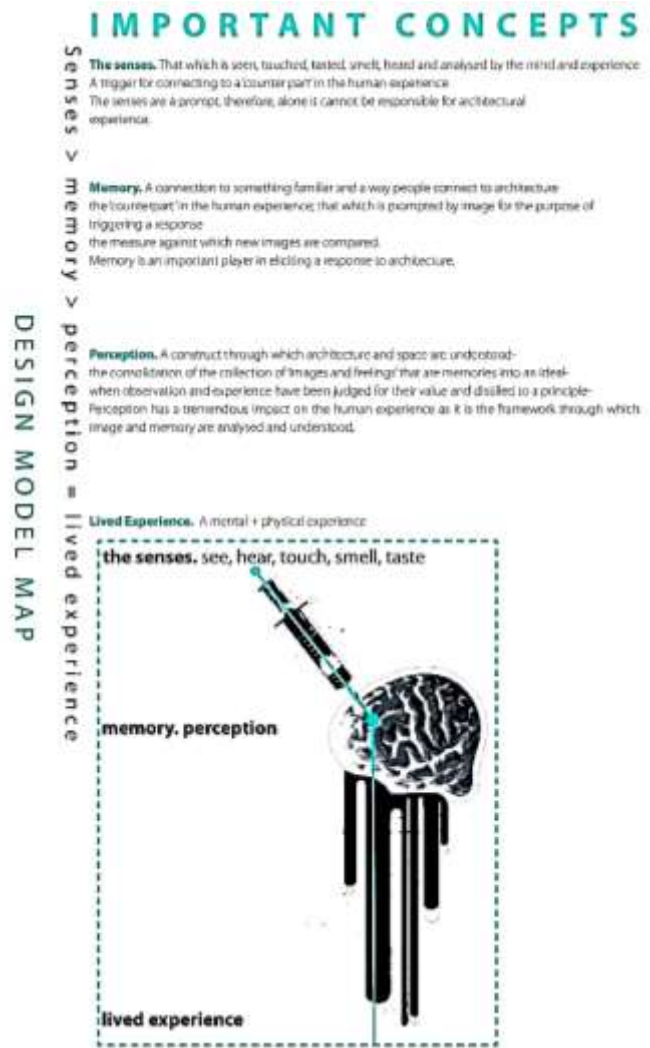 IMPORTANT CONCEPTS
DESIGN MODEL MAP
Senses > memory > perception = lived experience
The senses. That which is seen, touched, tasted, smelt, heard and analysed by the mind and experience
A trigger for connecting to a 'counter part' in the human experience
The senses are a prompt, therefore, alone it cannot be responsible for architectural
experience.
Memory. A connection to something familiar and a way people connect to architecture
the 'counterpart' in the human experience; that which is prompted by image for the purpose of
triggering a response
the measure against which new images are compared.
Memory is an important player in eliciting a response to architecture.
Perception. A construct through which architecture and space are understood-
the consolidation of the collection of 'images and feelings' that are memories into an ideal-
when observation and experience have been judged for their value and distilled to a principle-
Perception has a tremendous impact on the human experience as it is the framework through which
image and memory are analysed and understood.
Lived Experience. A mental + physical experience
the senses. see, hear, touch, smell, taste
memory. perception
lived experience